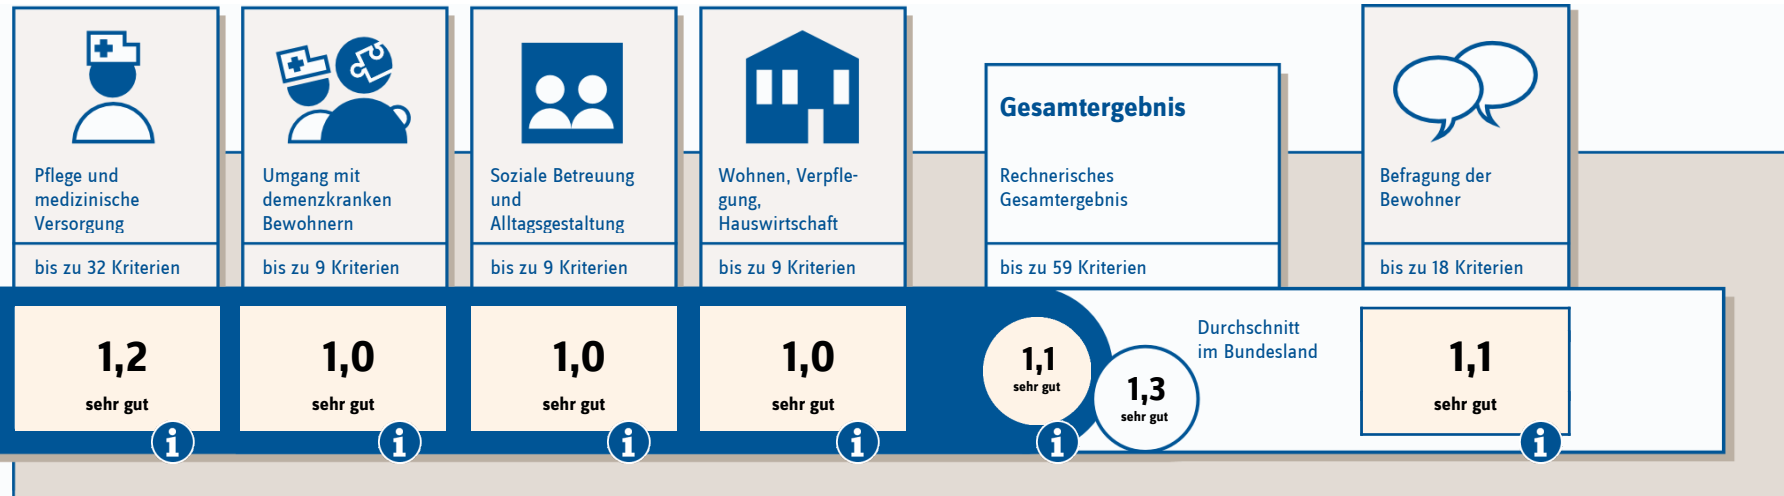 Pflege und
medizinische
Versorgung
bis zu 32 Kriterien
1,2
sehr gut
i
Umgang mit
demenzkranken
Bewohnern
bis zu 9 Kriterien
1,0
sehr gut
i
Soziale Betreuung
und
Alltagsgestaltung
bis zu 9 Kriterien
1,0
sehr gut
i
Wohnen, Verpfle-
gung,
Hauswirtschaft
bis zu 9 Kriterien
1,0
sehr gut
i
Gesamtergebnis
Rechnerisches
Gesamtergebnis
bis zu 59 Kriterien
1,1
sehr gut
i
Durchschnitt
im Bundesland
1,3
sehr gut
Befragung der
Bewohner
bis zu 18 Kriterien
1,1
sehr gut
i